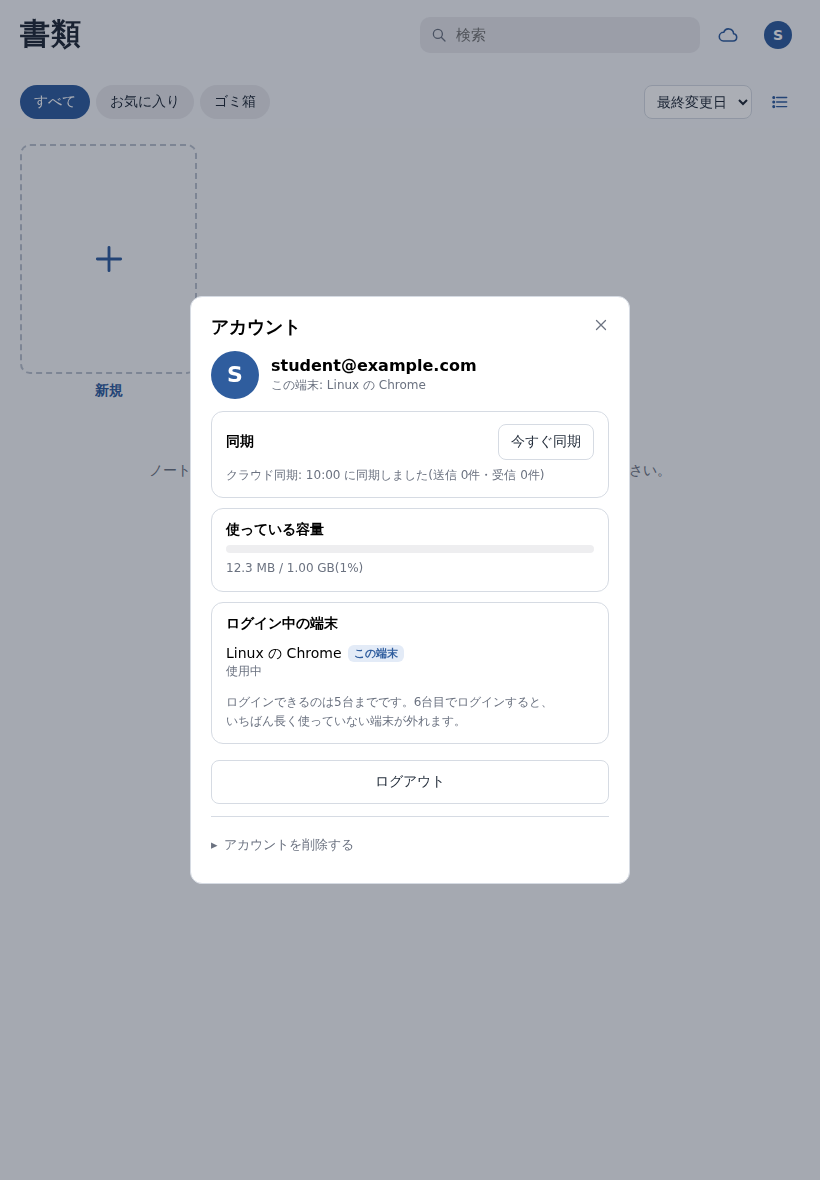 書類
検索
S
すべて
お気に入り
ゴミ箱
最終変更日
新規
ノート
さい。
アカウント
S
student@example.com
この端末: Linux の Chrome
同期
今すぐ同期
クラウド同期: 10:00 に同期しました(送信 0件・受信 0件)
使っている容量
12.3 MB / 1.00 GB(1%)
ログイン中の端末
Linux の Chrome この端末
使用中
ログインできるのは5台までです。6台目でログインすると、
いちばん長く使っていない端末が外れます。
ログアウト
▸ アカウントを削除する